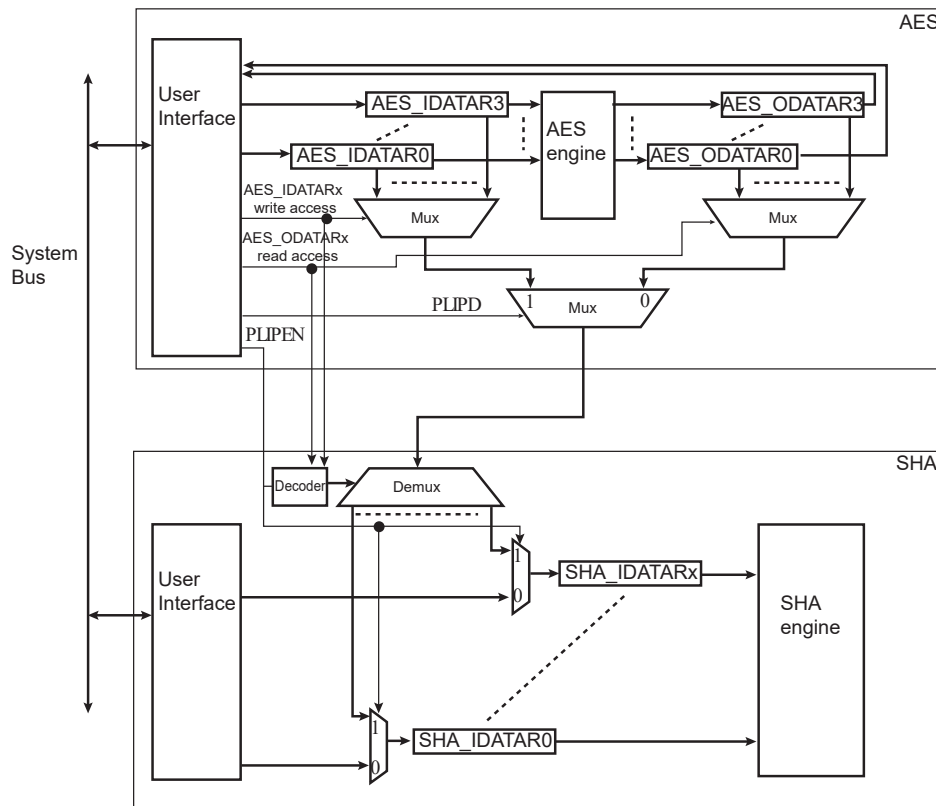 AES
User
Interface
AES_IDATAR3
AES_ODATAR3
AES
engine
AES_IDATAR0
AES_ODATAR0
AES_IDATARx
write access
Mux
Mux
AES_ODATARx
read access
System
Bus
1
Mux
0
PLIPD
PLIPEN
SHA
Decoder
Demux
User
Interface
1
SHA_IDATARx
0
SHA
engine
1
SHA_IDATAR0
0